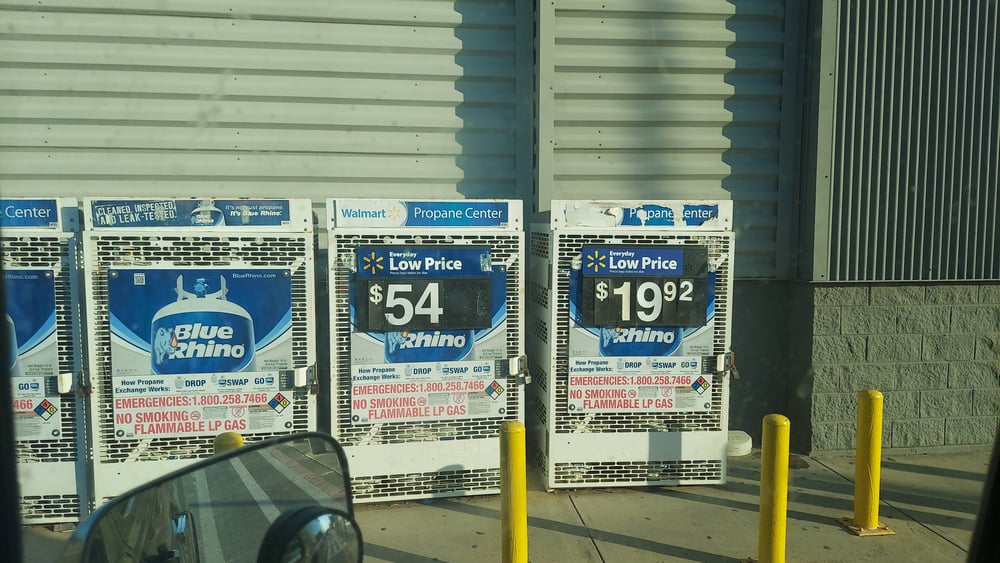 Center
CLEANED, INSPECTED,
AND LEAK-TESTED.
It's not just propane.
It's Blue Rhino.
Walmart Propane Center
Propane Center
BlueRhino.com
Blue
Rhino
How Propane
Exchange Works: DROP SWAP GO
EMERGENCIES:1.800.258.7466
NO SMOKING
FLAMMABLE LP GAS
Everyday
Low Price
$54
Rhino
How Propane
Exchange Works: DROP SWAP GO
EMERGENCIES:1.800.258.7466
NO SMOKING
FLAMMABLE LP GAS
Everyday
Low Price
$19 92
Rhino
How Propane
Exchange Works: DROP SWAP GO
EMERGENCIES:1.800.258.7466
NO SMOKING
FLAMMABLE LP GAS
no.com
GO
466